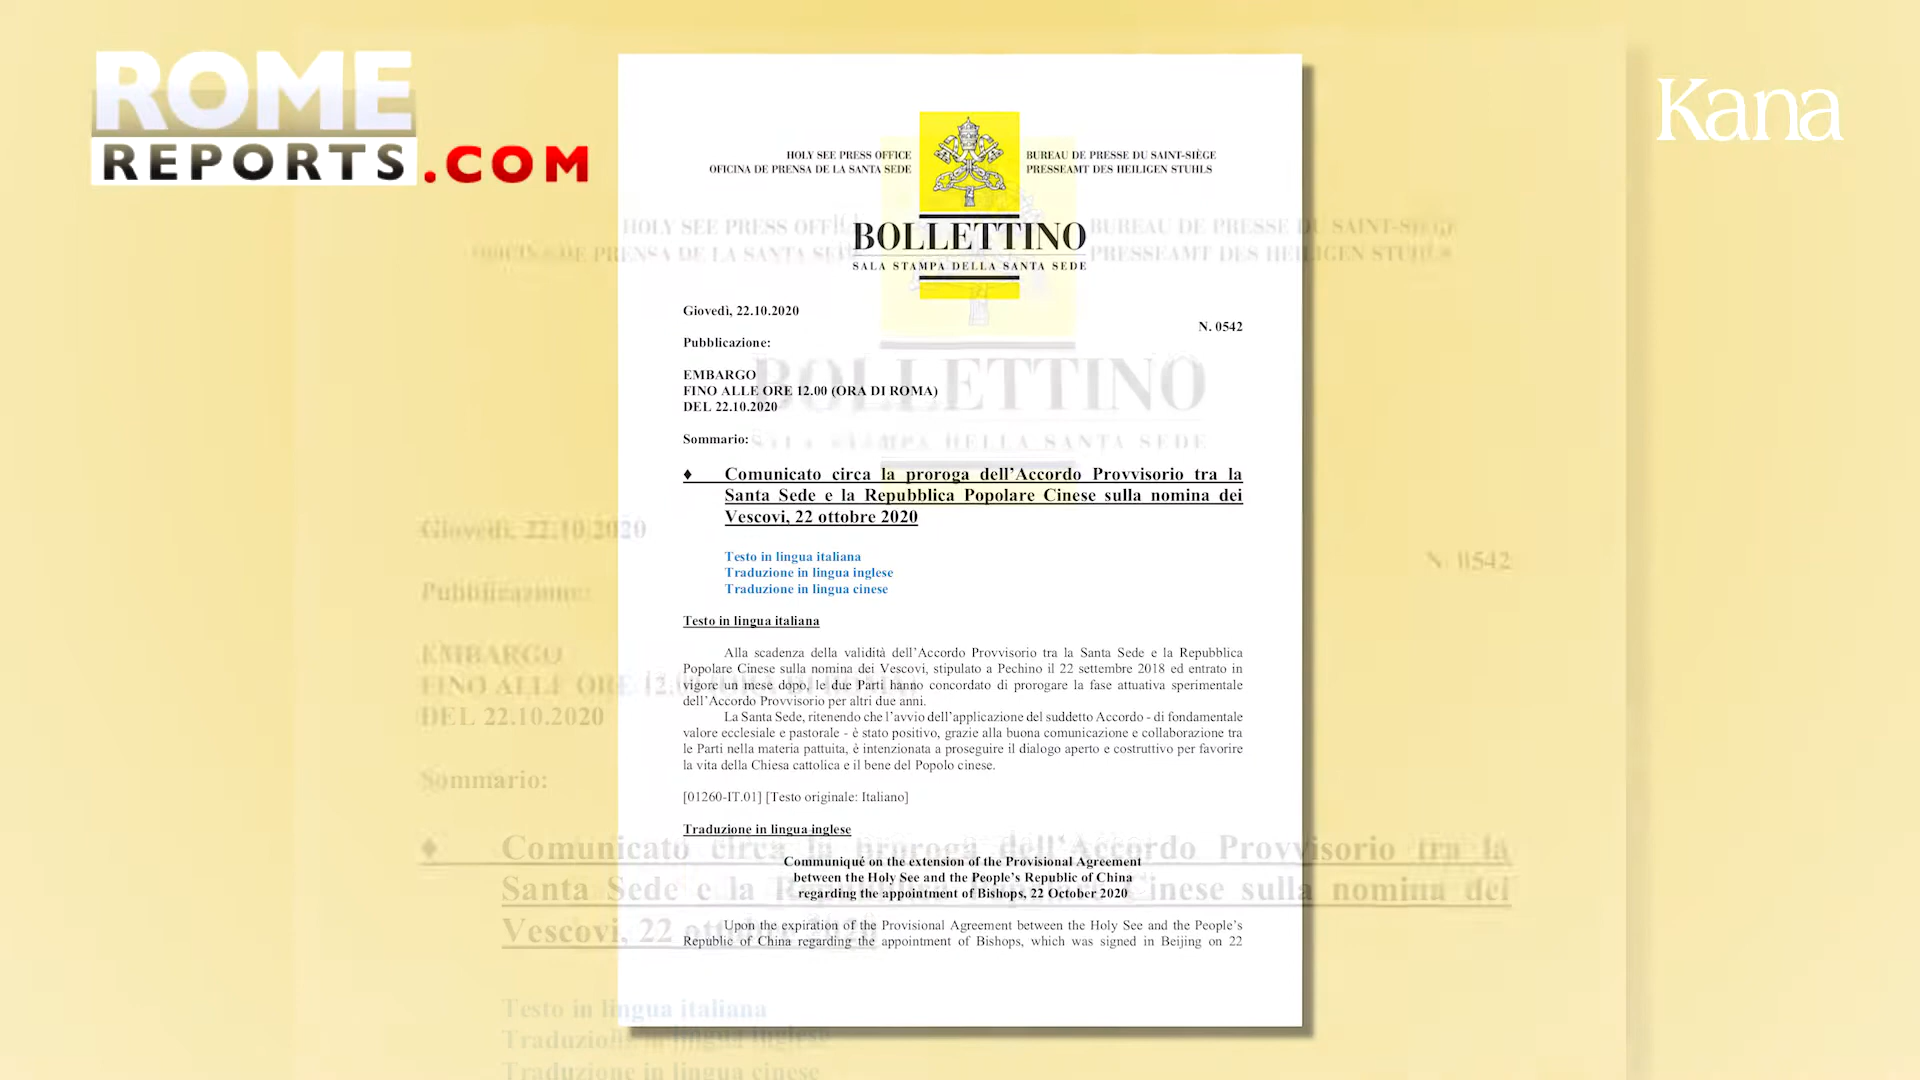 ROME
REPORTS.COM
Kana
HOLY SEE PRESS OFFICE
OFICINA DE PRENSA DE LA SANTA SEDE
BUREAU DE PRESSE DU SAINT-SIÈGE
PRESSEAMT DES HEILIGEN STUHLS
BOLLETTINO
SALA STAMPA DELLA SANTA SEDE
Giovedì, 22.10.2020
N. 0542
Pubblicazione:
EMBARGO
FINO ALLE ORE 12.00 (ORA DI ROMA)
DEL 22.10.2020
Sommario:
♦ Comunicato circa la proroga dell'Accordo Provvisorio tra la
Santa Sede e la Repubblica Popolare Cinese sulla nomina dei
Vescovi, 22 ottobre 2020
Testo in lingua italiana
Traduzione in lingua inglese
Traduzione in lingua cinese
Testo in lingua italiana
Alla scadenza della validità dell'Accordo Provvisorio tra la Santa Sede e la Repubblica
Popolare Cinese sulla nomina dei Vescovi, stipulato a Pechino il 22 settembre 2018 ed entrato in
vigore un mese dopo, le due Parti hanno concordato di prorogare la fase attuativa sperimentale
dell'Accordo Provvisorio per altri due anni.
La Santa Sede, ritenendo che l'avvio dell'applicazione del suddetto Accordo - di fondamentale
valore ecclesiale e pastorale - è stato positivo, grazie alla buona comunicazione e collaborazione tra
le Parti nella materia pattuita, è intenzionata a proseguire il dialogo aperto e costruttivo per favorire
la vita della Chiesa cattolica e il bene del Popolo cinese.
[01260-IT.01] [Testo originale: Italiano]
Traduzione in lingua inglese
Communiqué on the extension of the Provisional Agreement
between the Holy See and the People's Republic of China
regarding the appointment of Bishops, 22 October 2020
Upon the expiration of the Provisional Agreement between the Holy See and the People's
Republic of China regarding the appointment of Bishops, which was signed in Beijing on 22